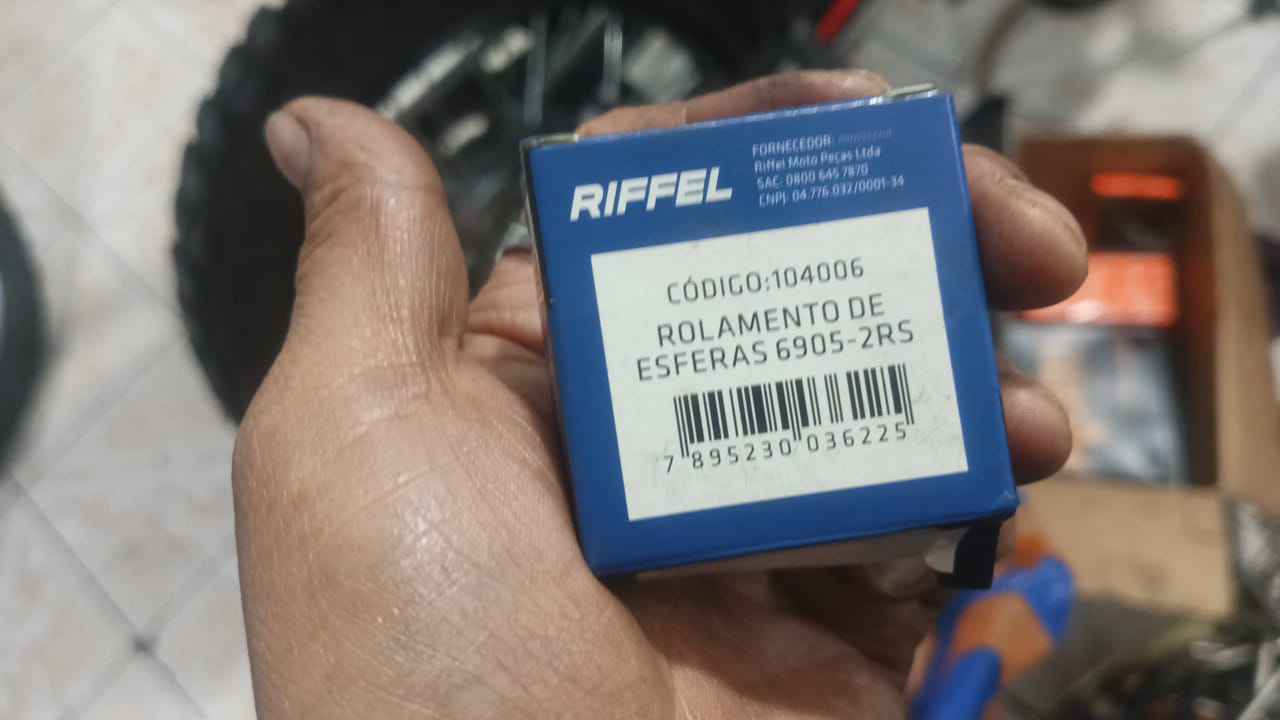 RIFFEL
FORNECEDOR:
Riffel Moto Peças Ltda
SAC: 0800 645 7870
CNPJ: 04.776.032/0001-34
CÓDIGO:104006
ROLAMENTO DE
ESFERAS 6905-2RS
7 895230 036225